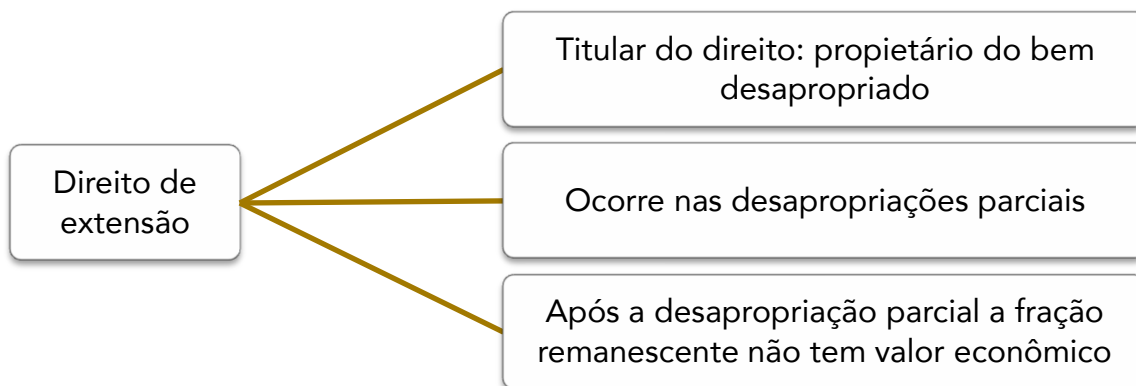 Direito de
extensão
Titular do direito: propietário do bem
desapropriado
Ocorre nas desapropriações parciais
Após a desapropriação parcial a fração
remanescente não tem valor econômico